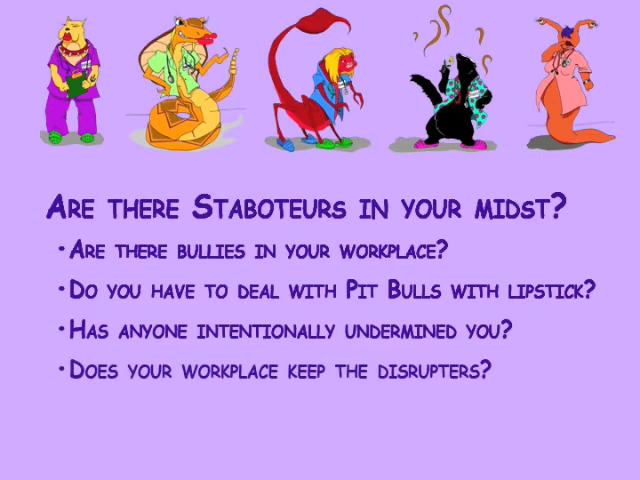 Are there Staboteurs in your midst?
• Are there bullies in your workplace?
• Do you have to deal with Pit Bulls with lipstick?
• Has anyone intentionally undermined you?
• Does your workplace keep the disrupters?